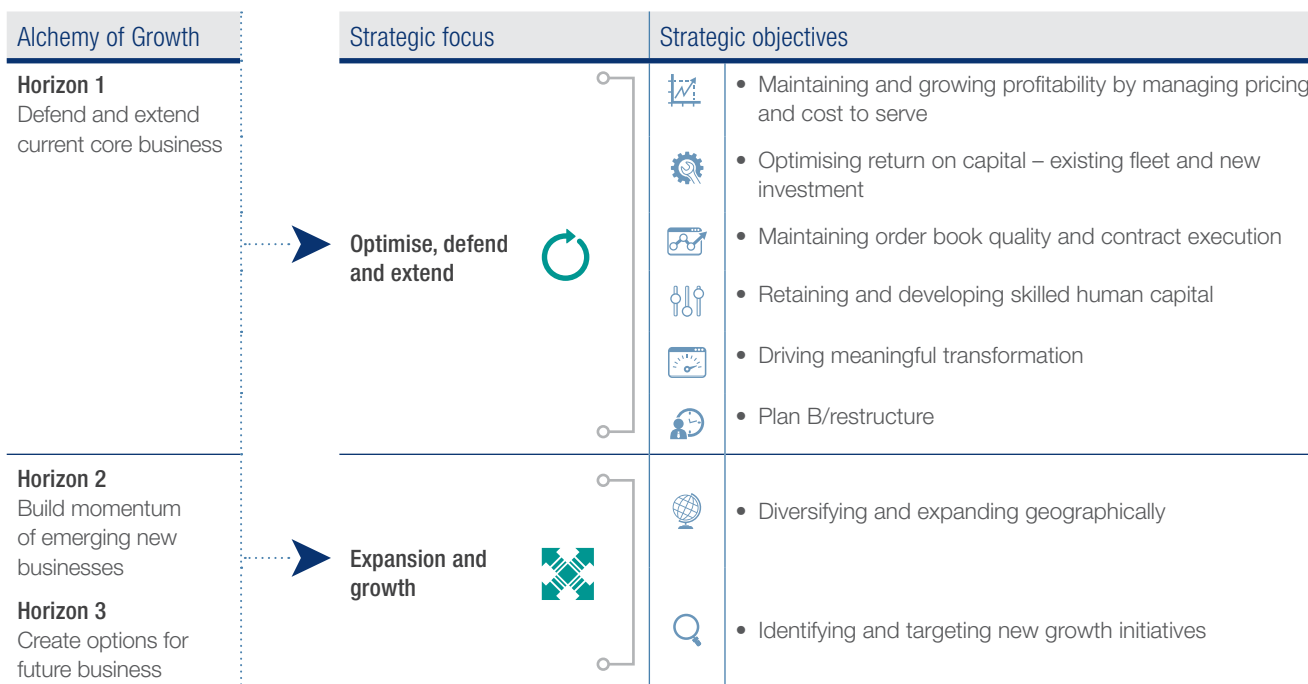 Alchemy of Growth
Strategic focus
Strategic objectives
Horizon 1
Defend and extend
current core business
Optimise, defend
and extend
• Maintaining and growing profitability by managing pricing
and cost to serve
• Optimising return on capital – existing fleet and new
investment
• Maintaining order book quality and contract execution
• Retaining and developing skilled human capital
• Driving meaningful transformation
• Plan B/restructure
Horizon 2
Build momentum
of emerging new
businesses
Horizon 3
Create options for
future business
Expansion and
growth
• Diversifying and expanding geographically
• Identifying and targeting new growth initiatives